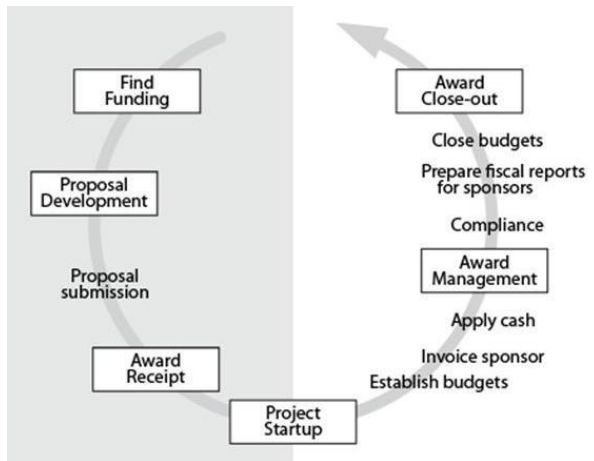 Find
Funding
Proposal
Development
Proposal
submission
Award
Receipt
Project
Startup
Establish budgets
Invoice sponsor
Apply cash
Award
Management
Compliance
Prepare fiscal reports
for sponsors
Close budgets
Award
Close-out